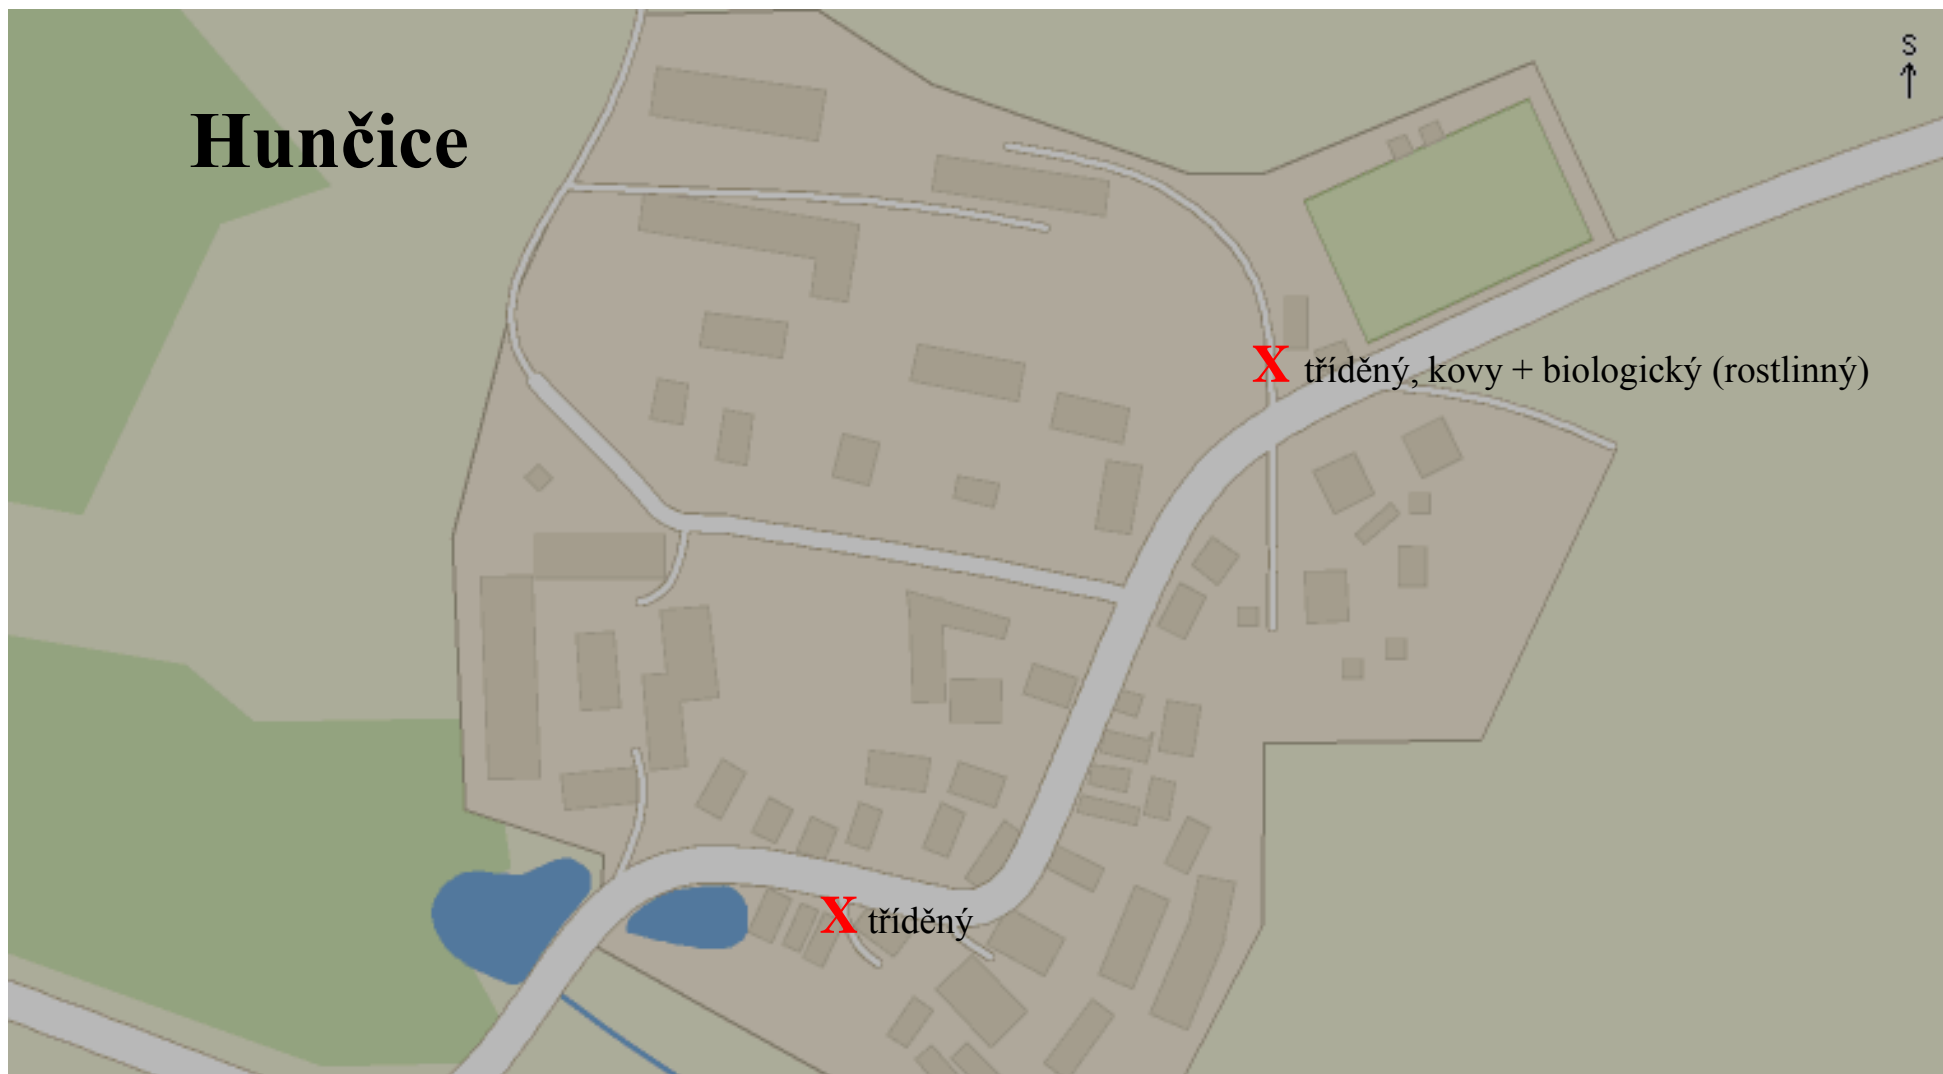 S
Hunčice
X tříděný, kovy + biologický (rostlinný)
X tříděný